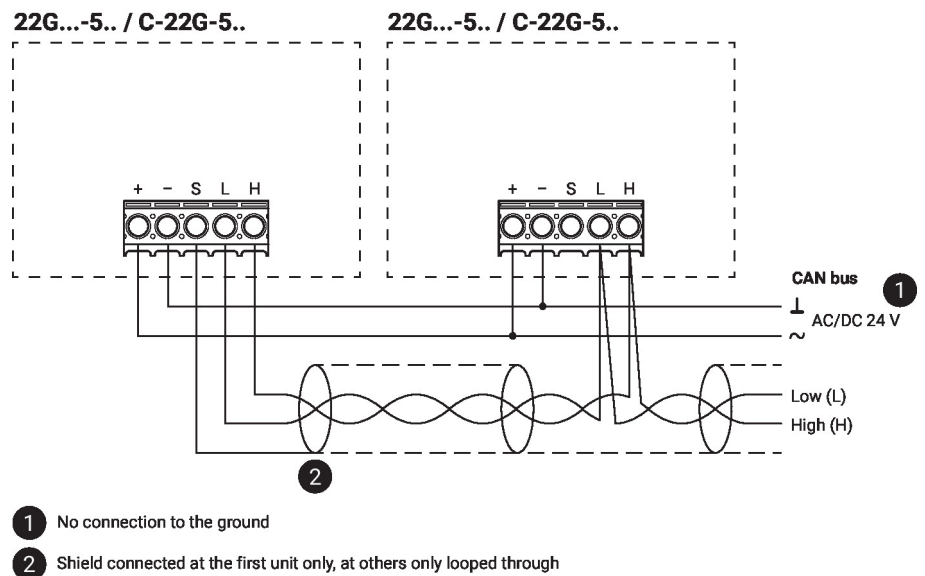 22G...-5.. / C-22G-5.. 22G...-5.. / C-22G-5..
+ − S L H + − S L H
CAN bus 1
⊥
AC/DC 24 V
~
Low (L)
High (H)
2
1 No connection to the ground
2 Shield connected at the first unit only, at others only looped through